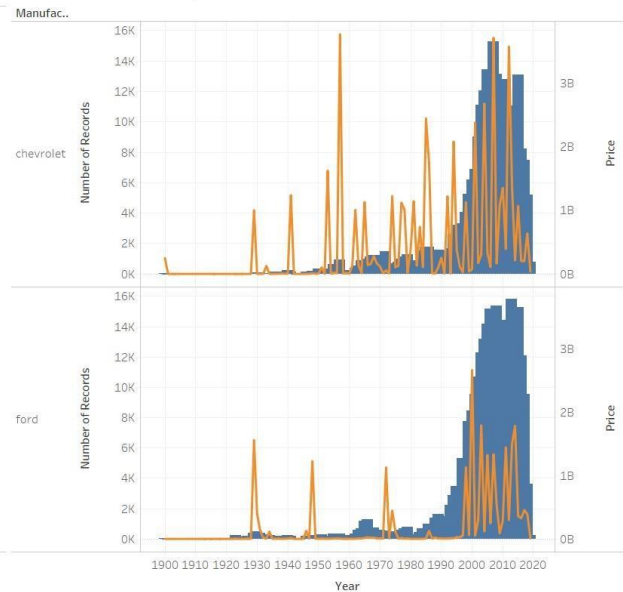 Manufac..
chevrolet
Number of Records
16K
14K
12K
10K
8K
6K
4K
2K
0K
3B
2B
1B
0B
Price
ford
Number of Records
16K
14K
12K
10K
8K
6K
4K
2K
0K
3B
2B
1B
0B
Price
1900 1910 1920 1930 1940 1950 1960 1970 1980 1990 2000 2010 2020
Year